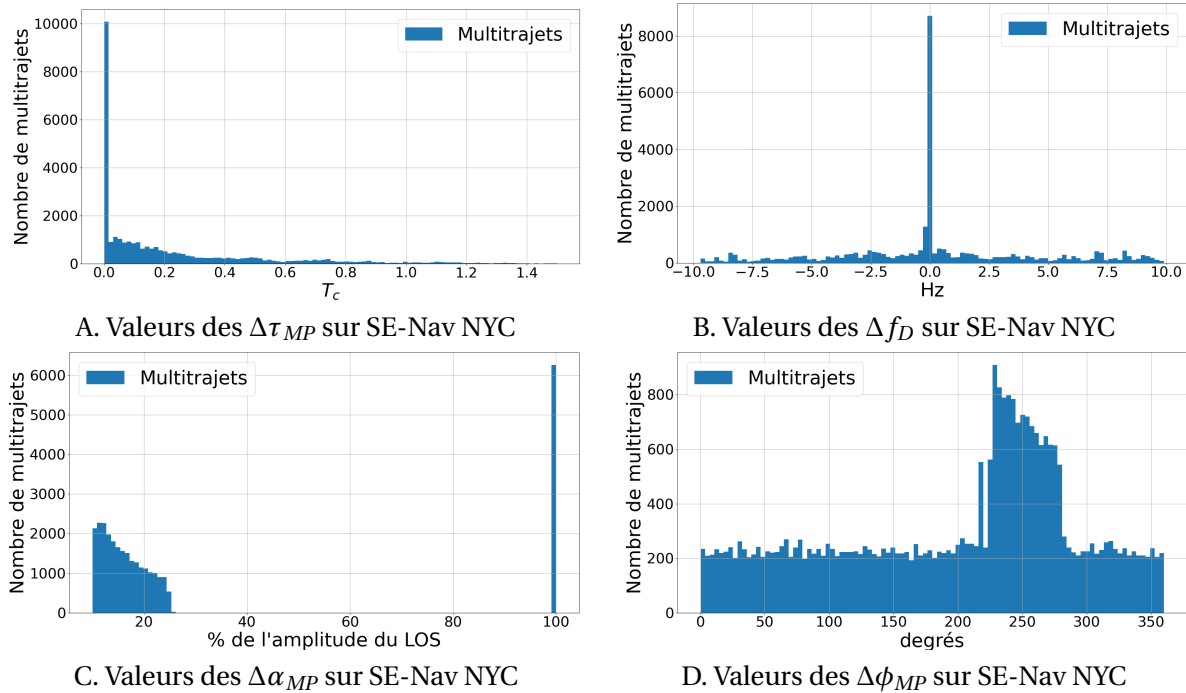 Nombre de multitrajets
10000
8000
6000
4000
2000
0
Multitrajets
0.0 0.2 0.4 0.6 0.8 1.0 1.2 1.4
T_c
A. Valeurs des Δτ_MP sur SE-Nav NYC
Nombre de multitrajets
8000
6000
4000
2000
0
Multitrajets
−10.0 −7.5 −5.0 −2.5 0.0 2.5 5.0 7.5 10.0
Hz
B. Valeurs des Δf_D sur SE-Nav NYC
Nombre de multitrajets
6000
5000
4000
3000
2000
1000
0
Multitrajets
20 40 60 80 100
% de l'amplitude du LOS
C. Valeurs des Δα_MP sur SE-Nav NYC
Nombre de multitrajets
800
600
400
200
0
Multitrajets
0 50 100 150 200 250 300 350
degrés
D. Valeurs des Δϕ_MP sur SE-Nav NYC